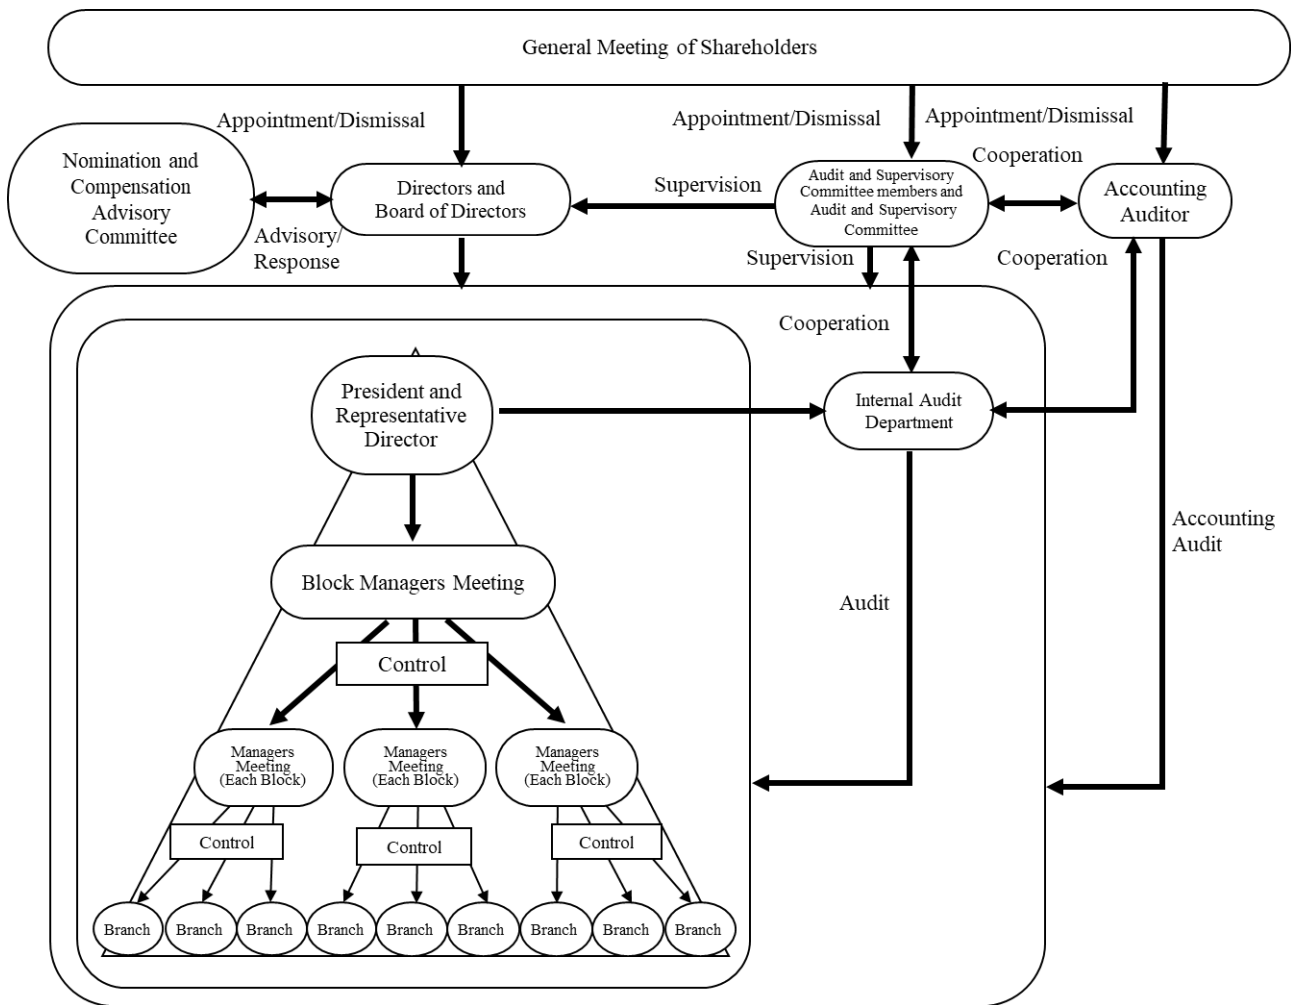 General Meeting of Shareholders
Appointment/Dismissal
Appointment/Dismissal
Appointment/Dismissal
Nomination and
Compensation
Advisory
Committee
Directors and
Board of Directors
Advisory/
Response
Supervision
Audit and Supervisory
Committee members and
Audit and Supervisory
Committee
Cooperation
Accounting
Auditor
Supervision
Cooperation
Cooperation
President and
Representative
Director
Internal Audit
Department
Block Managers Meeting
Accounting
Audit
Audit
Control
Managers
Meeting
(Each Block)
Managers
Meeting
(Each Block)
Managers
Meeting
(Each Block)
Control
Control
Control
Branch
Branch
Branch
Branch
Branch
Branch
Branch
Branch
Branch